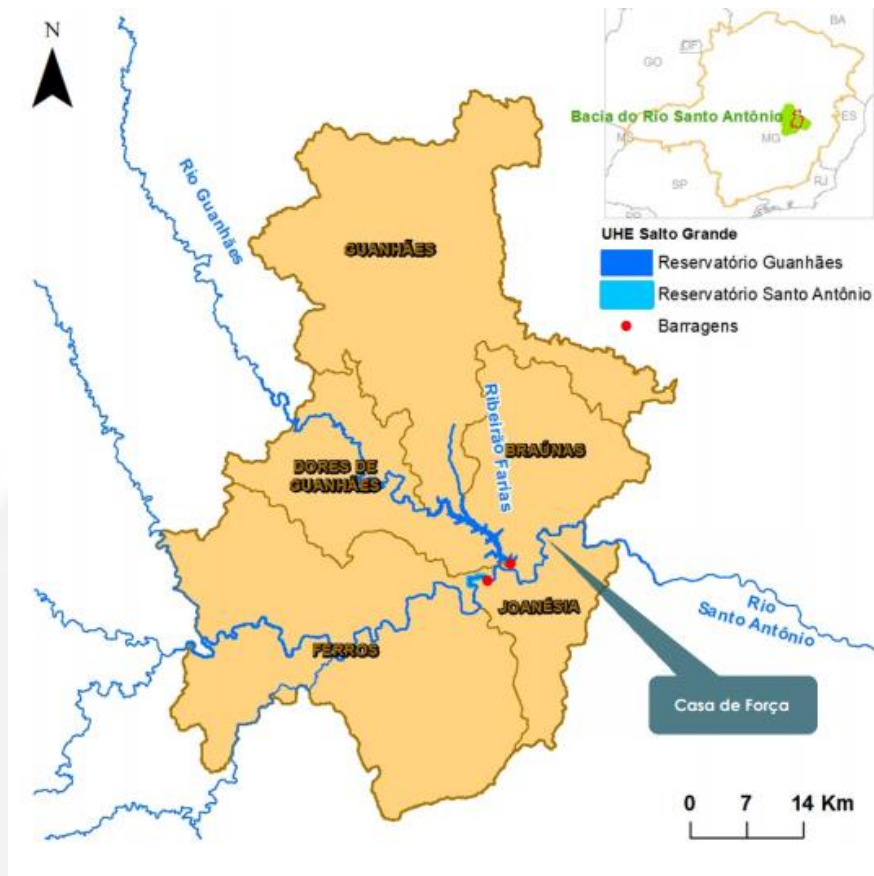 N
BA
DF
GO
Bacia do Rio Santo Antônio
ES
MS
MG
SP
RJ
UHE Salto Grande
Reservatório Guanhães
Reservatório Santo Antônio
Barragens
Rio Guanhães
GUANHÃES
Ribeirão Farias
BRAÚNAS
DORES DE
GUANHÃES
JOANÉSIA
Rio
Santo Antônio
FERROS
Casa de Força
0 7 14 Km